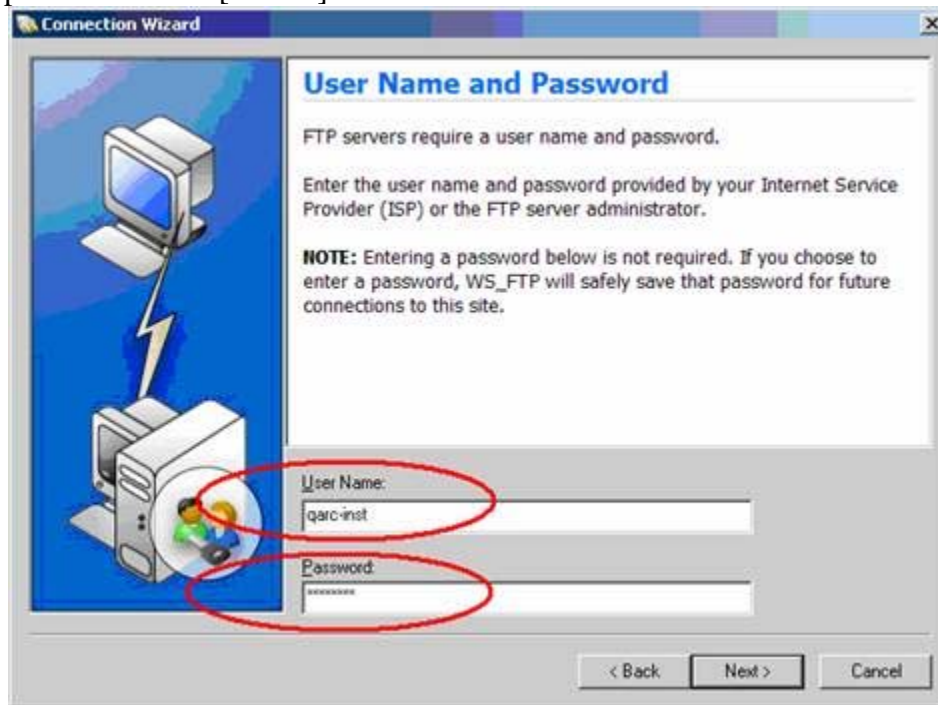 Connection Wizard
User Name and Password
FTP servers require a user name and password.
Enter the user name and password provided by your Internet Service
Provider (ISP) or the FTP server administrator.
NOTE: Entering a password below is not required. If you choose to
enter a password, WS_FTP will safely save that password for future
connections to this site.
User Name:
qarc-inst
Password:
********
< Back Next > Cancel